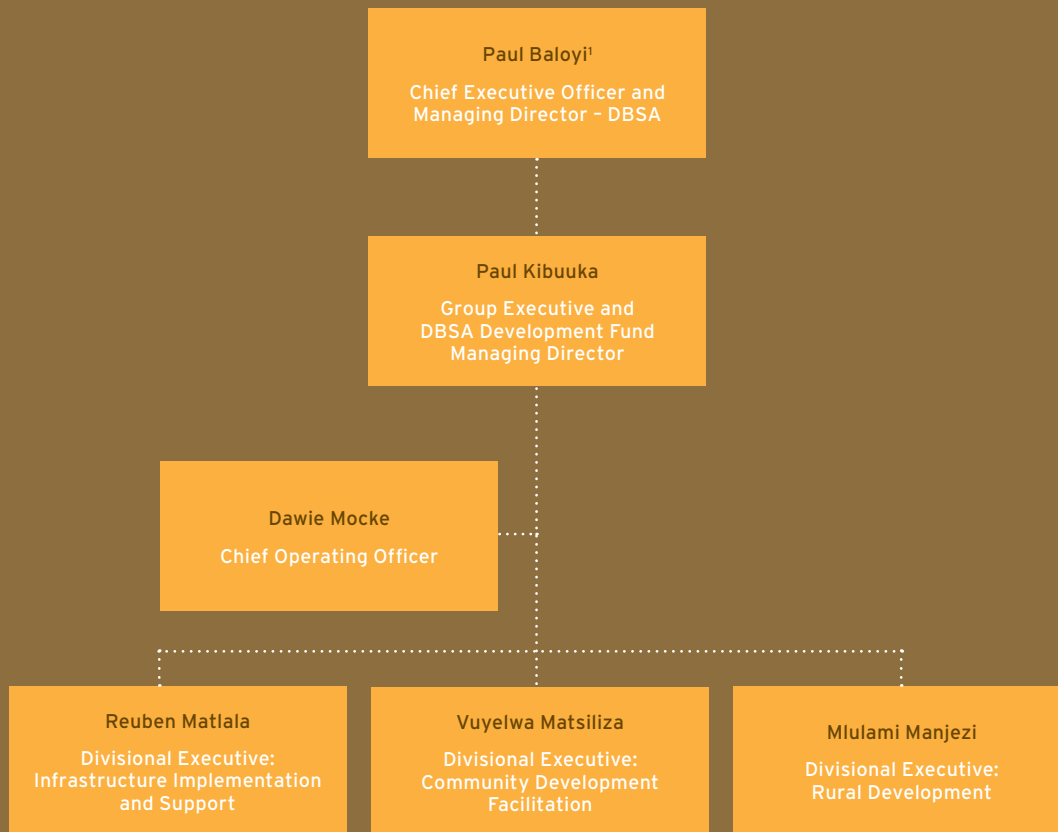 Paul Baloyi¹
Chief Executive Officer and
Managing Director – DBSA
Paul Kibuuka
Group Executive and
DBSA Development Fund
Managing Director
Dawie Mocke
Chief Operating Officer
Reuben Matlala
Divisional Executive:
Infrastructure Implementation
and Support
Vuyelwa Matsiliza
Divisional Executive:
Community Development
Facilitation
Mlulami Manjezi
Divisional Executive:
Rural Development